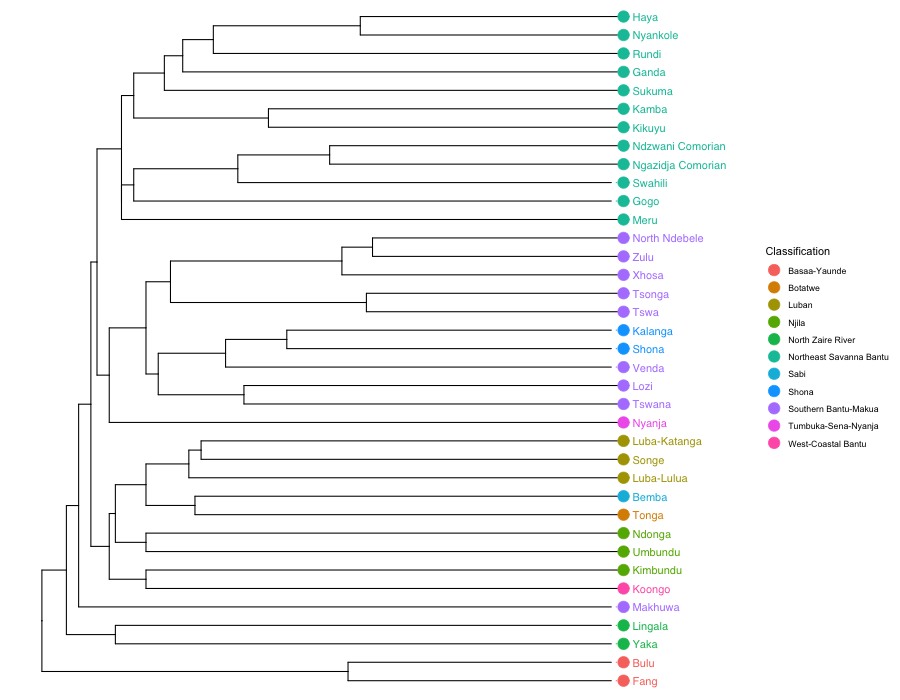 Haya
Nyankole
Rundi
Ganda
Sukuma
Kamba
Kikuyu
Ndzwani Comorian
Ngazidja Comorian
Swahili
Gogo
Meru
North Ndebele
Zulu
Xhosa
Tsonga
Tswa
Kalanga
Shona
Venda
Lozi
Tswana
Nyanja
Luba-Katanga
Songe
Luba-Lulua
Bemba
Tonga
Ndonga
Umbundu
Kimbundu
Koongo
Makhuwa
Lingala
Yaka
Bulu
Fang
Classification
Basaa-Yaunde
Botatwe
Luban
Njila
North Zaire River
Northeast Savanna Bantu
Sabi
Shona
Southern Bantu-Makua
Tumbuka-Sena-Nyanja
West-Coastal Bantu